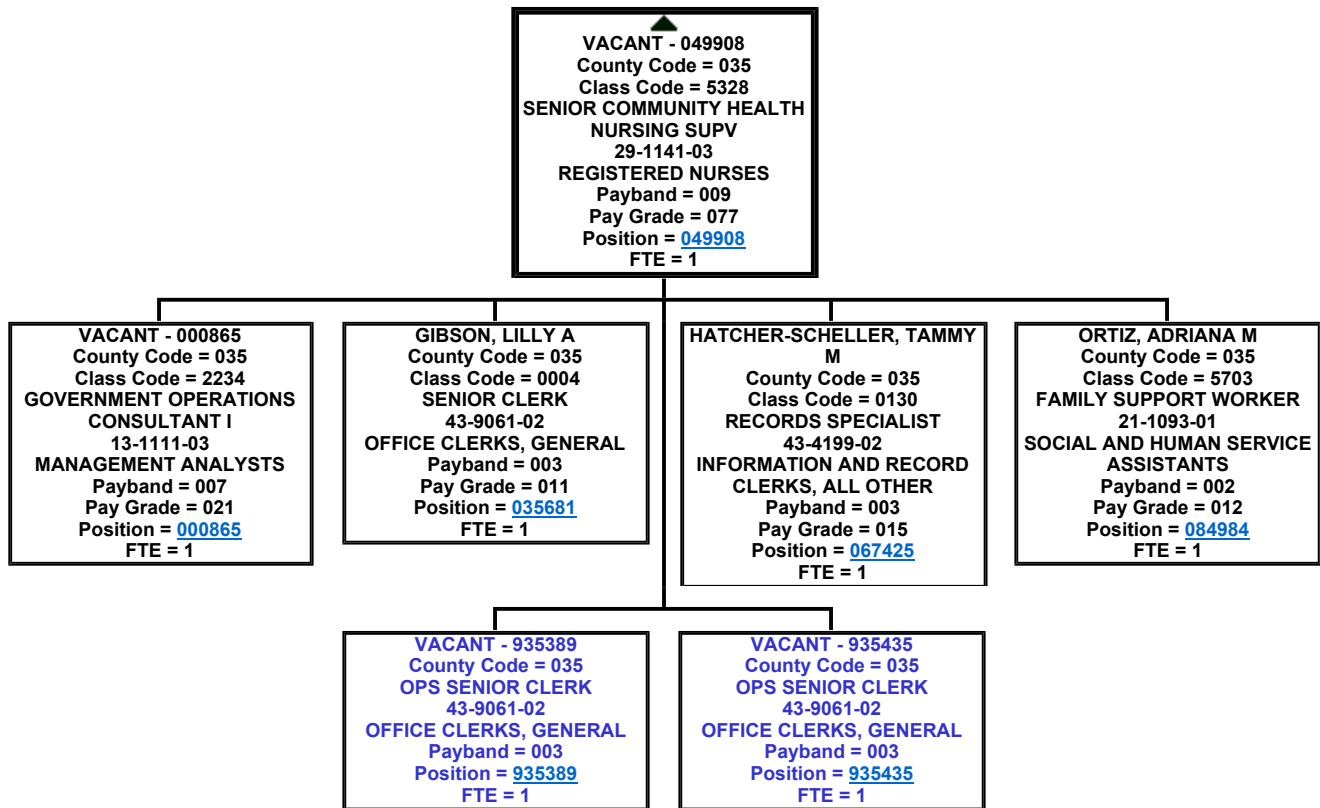 VACANT - 049908
County Code = 035
Class Code = 5328
SENIOR COMMUNITY HEALTH
NURSING SUPV
29-1141-03
REGISTERED NURSES
Payband = 009
Pay Grade = 077
Position = 049908
FTE = 1
VACANT - 000865
County Code = 035
Class Code = 2234
GOVERNMENT OPERATIONS
CONSULTANT I
13-1111-03
MANAGEMENT ANALYSTS
Payband = 007
Pay Grade = 021
Position = 000865
FTE = 1
GIBSON, LILLY A
County Code = 035
Class Code = 0004
SENIOR CLERK
43-9061-02
OFFICE CLERKS, GENERAL
Payband = 003
Pay Grade = 011
Position = 035681
FTE = 1
HATCHER-SCHELLER, TAMMY
M
County Code = 035
Class Code = 0130
RECORDS SPECIALIST
43-4199-02
INFORMATION AND RECORD
CLERKS, ALL OTHER
Payband = 003
Pay Grade = 015
Position = 067425
FTE = 1
ORTIZ, ADRIANA M
County Code = 035
Class Code = 5703
FAMILY SUPPORT WORKER
21-1093-01
SOCIAL AND HUMAN SERVICE
ASSISTANTS
Payband = 002
Pay Grade = 012
Position = 084984
FTE = 1
VACANT - 935389
County Code = 035
OPS SENIOR CLERK
43-9061-02
OFFICE CLERKS, GENERAL
Payband = 003
Position = 935389
FTE = 1
VACANT - 935435
County Code = 035
OPS SENIOR CLERK
43-9061-02
OFFICE CLERKS, GENERAL
Payband = 003
Position = 935435
FTE = 1